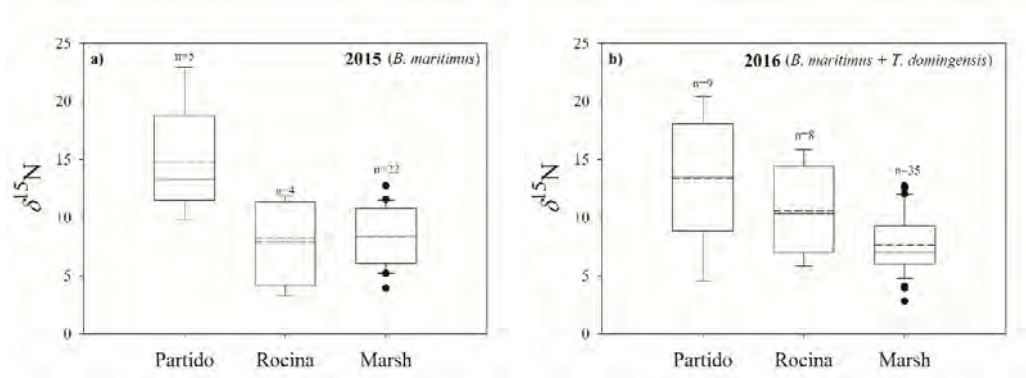 a)
2015 (B. maritimus)
25
20
15
10
5
0
δ15N
n=5
n=4
n=22
Partido
Rocina
Marsh
b)
2016 (B. maritimus + T. domingensis)
25
20
15
10
5
0
δ15N
n=9
n=8
n=35
Partido
Rocina
Marsh